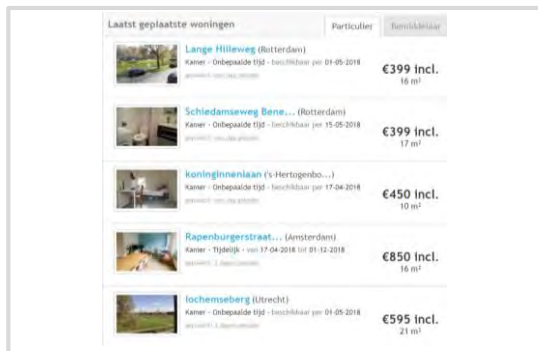 Laatst geplaatste woningen
Particulier
Bemiddelaar
Lange Hilleweg (Rotterdam)
Kamer - Onbepaalde tijd - beschikbaar per 01-05-2018
€399 incl.
16 m²
Schiedamseweg Bene... (Rotterdam)
Kamer - Onbepaalde tijd - beschikbaar per 15-05-2018
€399 incl.
17 m²
koninginnenlaan ('s-Hertogenbo...)
Kamer - Onbepaalde tijd - beschikbaar per 17-04-2018
€450 incl.
10 m²
Rapenburgerstraat... (Amsterdam)
Kamer - Tijdelijk - van 17-04-2018 tot 01-12-2018
€850 incl.
16 m²
lochemseberg (Utrecht)
Kamer - Onbepaalde tijd - beschikbaar per 01-05-2018
€595 incl.
21 m²